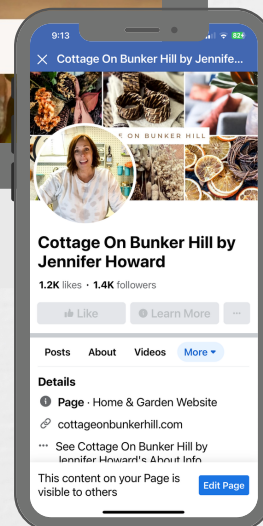 9:13
82
Cottage On Bunker Hill by Jennife...
E ON BUNKER HILL
Cottage On Bunker Hill by
Jennifer Howard
1.2K likes • 1.4K followers
Like
Learn More
...
Posts
About
Videos
More
Details
Page · Home & Garden Website
cottageonbunkerhill.com
... See Cottage On Bunker Hill by
Jennifer Howard's About Info
This content on your Page is
visible to others
Edit Page